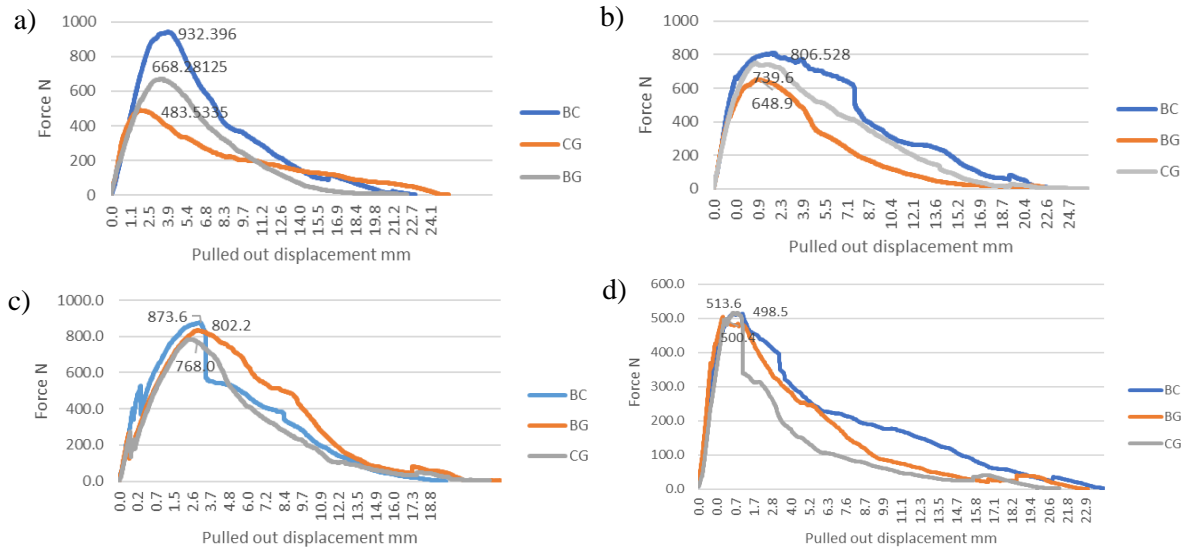 a)
1000
800
600
400
200
0
Force N
932.396
668.28125
483.5335
BC
CG
BG
0.0 1.1 2.5 3.9 5.4 6.8 8.3 9.7 11.2 12.6 14.0 15.5 16.9 18.4 19.8 21.2 22.7 24.1
Pulled out displacement mm
b)
1000
800
600
400
200
0
Force N
806.528
739.6
648.9
BC
BG
CG
0.0 0.0 0.9 2.3 3.9 5.5 7.1 8.7 10.4 12.0 13.6 15.2 17.1 18.7 20.4 22.6 24.7
Pulled out displacement mm
c)
1000.0
800.0
600.0
400.0
200.0
0.0
Force N
873.6
802.2
768.0
BC
BG
CG
0.0 0.2 1.5 2.6 3.7 4.8 6.0 7.2 8.4 9.7 11.0 12.2 13.5 14.9 16.0 17.3 18.8
Pulled out displacement mm
d)
600.0
500.0
400.0
300.0
200.0
100.0
0.0
Force N
513.6
498.5
500.4
BC
BG
CG
0.0 0.0 0.7 1.7 2.8 4.0 5.1 6.3 7.5 8.7 9.9 11.1 12.3 13.4 14.6 15.8 17.1 18.2 19.4 20.6 21.8 22.9
Pulled out displacement mm